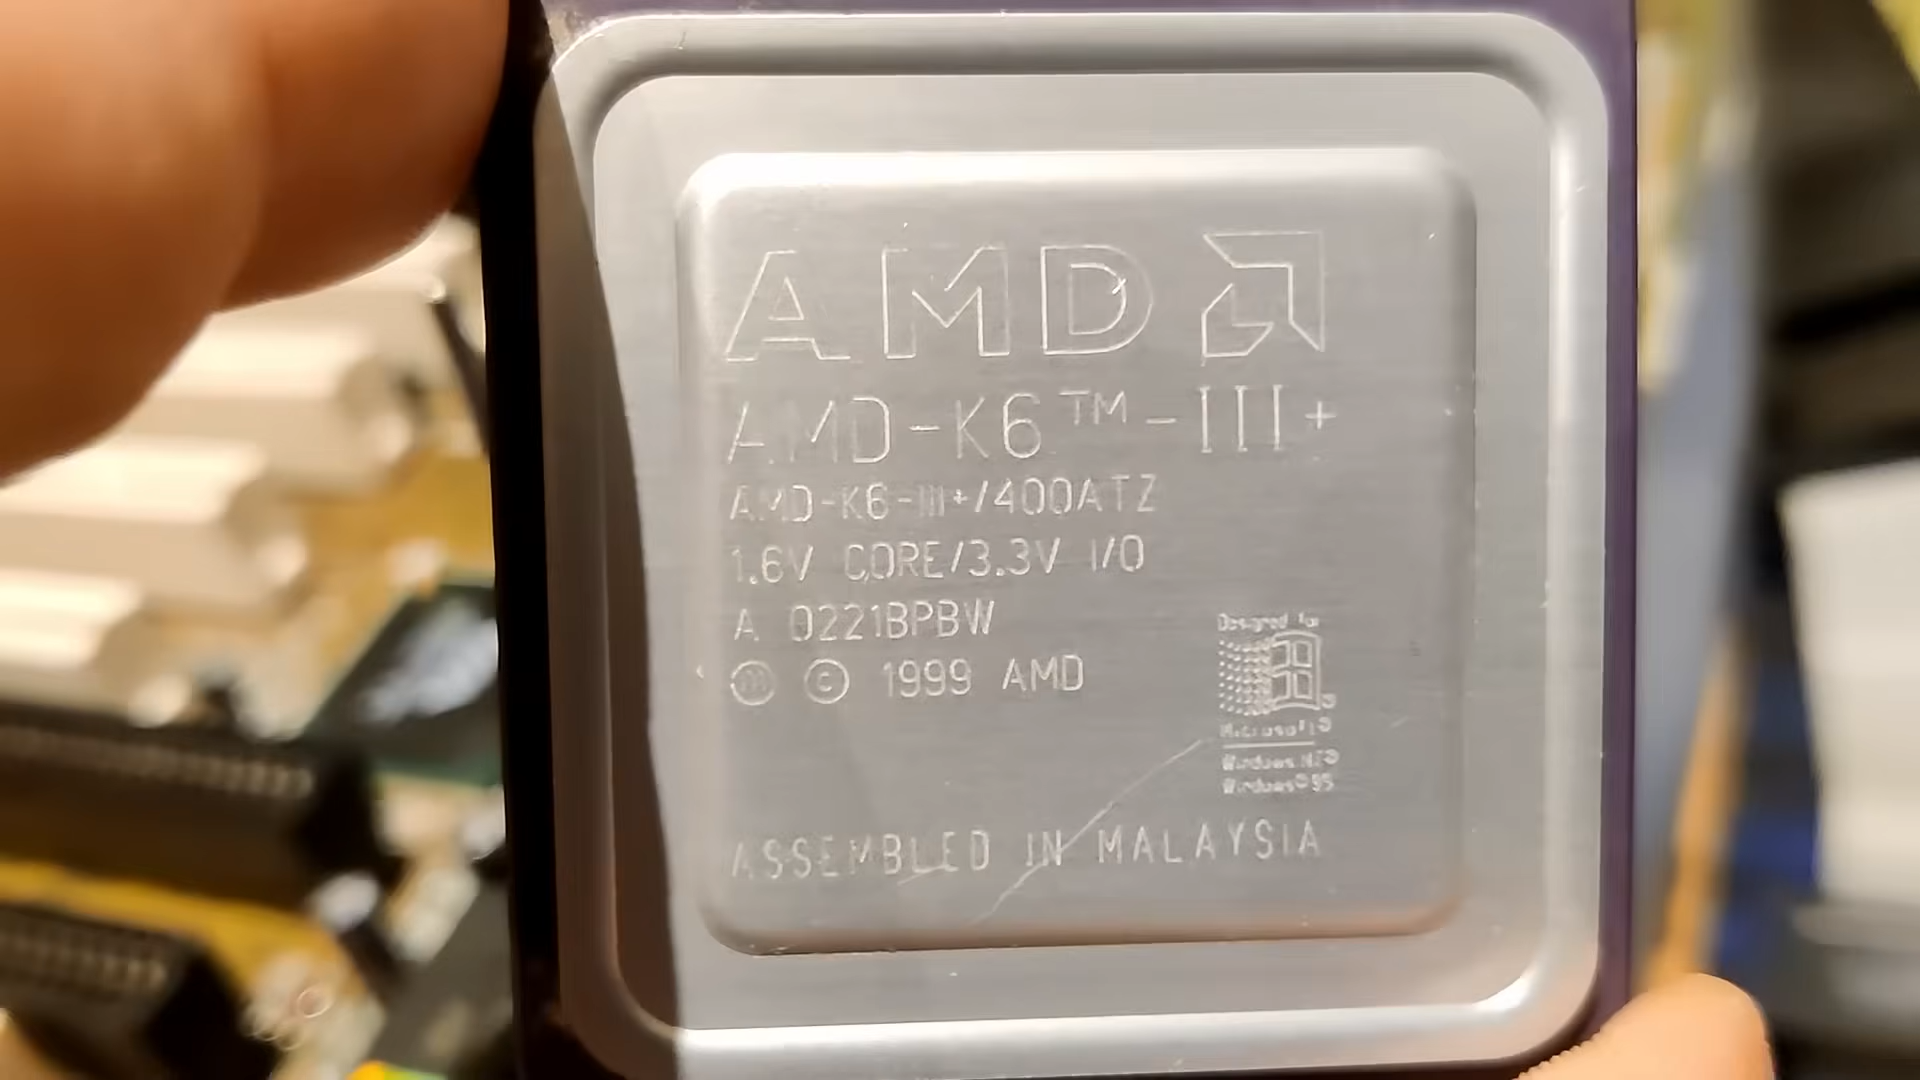 AMD
AMD-K6™-III+
AMD-K6-III+/400ATZ
1.6V CORE/3.3V I/O
A 0221BPBW
ⓜ © 1999 AMD
Designed for
Microsoft®
Windows NT®
Windows® 95
ASSEMBLED IN MALAYSIA